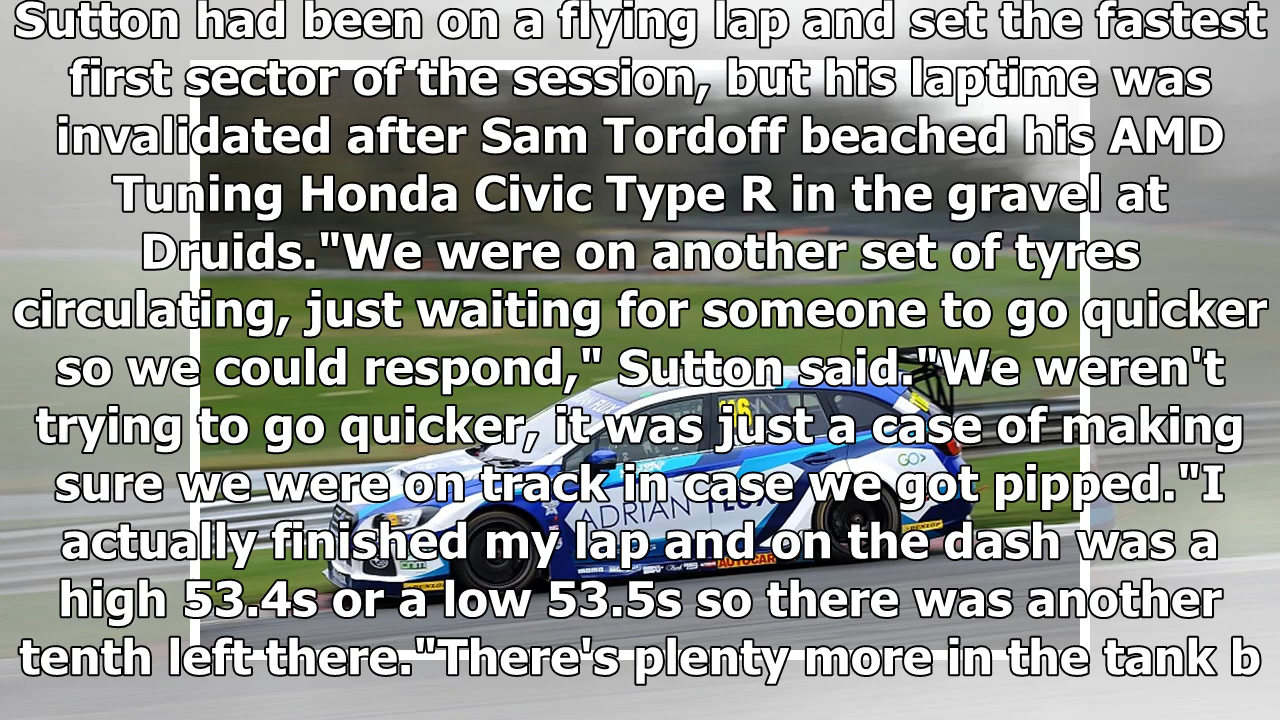 Sutton had been on a flying lap and set the fastest
first sector of the session, but his laptime was
invalidated after Sam Tordoff beached his AMD
Tuning Honda Civic Type R in the gravel at
Druids."We were on another set of tyres
circulating, just waiting for someone to go quicker
so we could respond," Sutton said."We weren't
trying to go quicker, it was just a case of making
sure we were on track in case we got pipped."I
actually finished my lap and on the dash was a
high 53.4s or a low 53.5s so there was another
tenth left there."There's plenty more in the tank b
GO>
ADRIAN
DUNLOP
AUTOCAR
DUNLOP